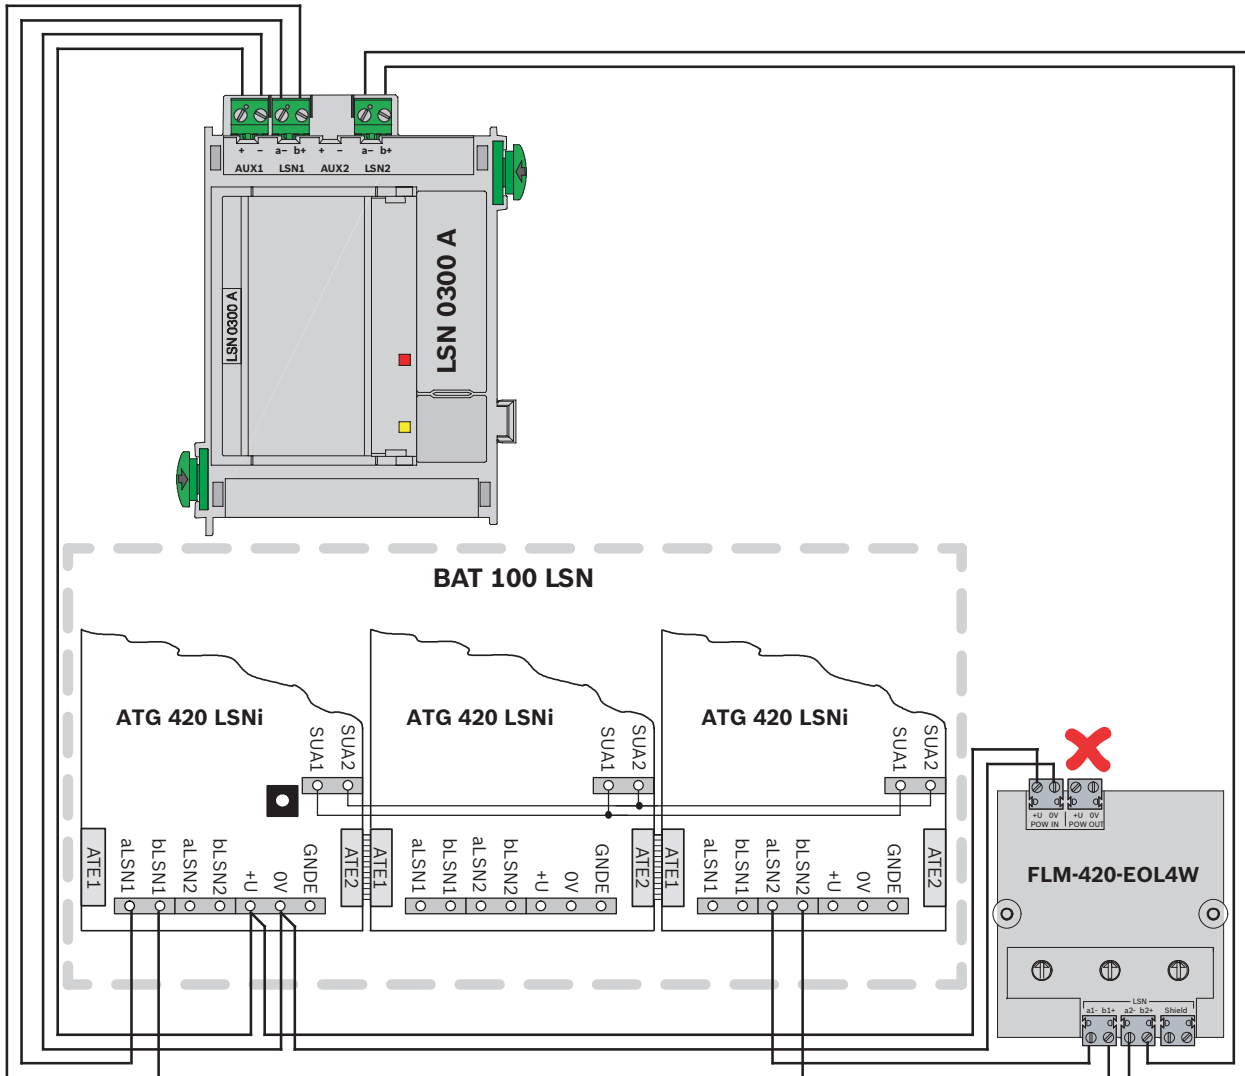 + − a− b+ + − a− b+
AUX1 LSN1 AUX2 LSN2
LSN 0300 A
LSN 0300 A
BAT 100 LSN
ATG 420 LSNi
SUA1
SUA2
ATE1
aLSN1
bLSN1
aLSN2
bLSN2
+U
0V
GNDE
ATE2
ATG 420 LSNi
SUA1
SUA2
ATE1
aLSN1
bLSN1
aLSN2
bLSN2
+U
0V
GNDE
ATE2
ATG 420 LSNi
SUA1
SUA2
ATE1
aLSN1
bLSN1
aLSN2
bLSN2
+U
0V
GNDE
ATE2
+U 0V +U 0V
POW IN POW OUT
FLM-420-EOL4W
LSN
a1- b1+ a2- b2+ Shield